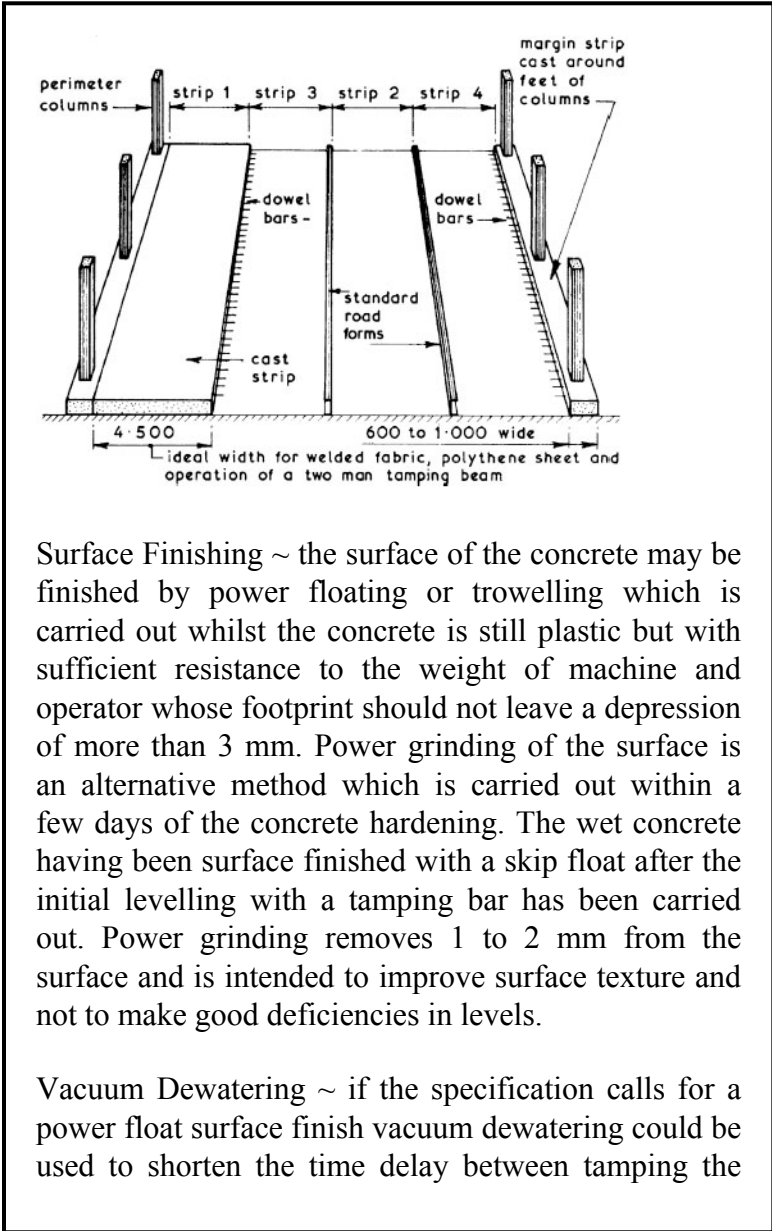 margin strip
cast around
feet of
columns
perimeter
columns
strip 1 strip 3 strip 2 strip 4
dowel
bars -
dowel
bars
standard
road
forms
cast
strip
4·500
600 to 1·000 wide
ideal width for welded fabric, polythene sheet and
operation of a two man tamping beam
Surface Finishing ~ the surface of the concrete may be
finished by power floating or trowelling which is
carried out whilst the concrete is still plastic but with
sufficient resistance to the weight of machine and
operator whose footprint should not leave a depression
of more than 3 mm. Power grinding of the surface is
an alternative method which is carried out within a
few days of the concrete hardening. The wet concrete
having been surface finished with a skip float after the
initial levelling with a tamping bar has been carried
out. Power grinding removes 1 to 2 mm from the
surface and is intended to improve surface texture and
not to make good deficiencies in levels.
Vacuum Dewatering ~ if the specification calls for a
power float surface finish vacuum dewatering could be
used to shorten the time delay between tamping the